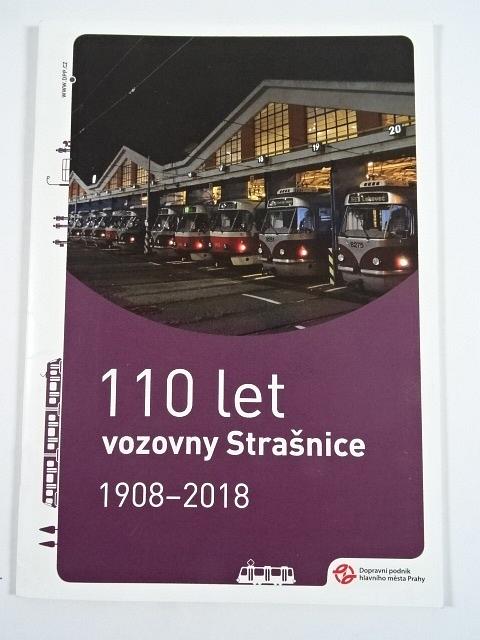 WWW.DPP.CZ
18
19
20
8275
110 let
vozovny Strašnice
1908–2018
Dopravní podnik
hlavního města Prahy